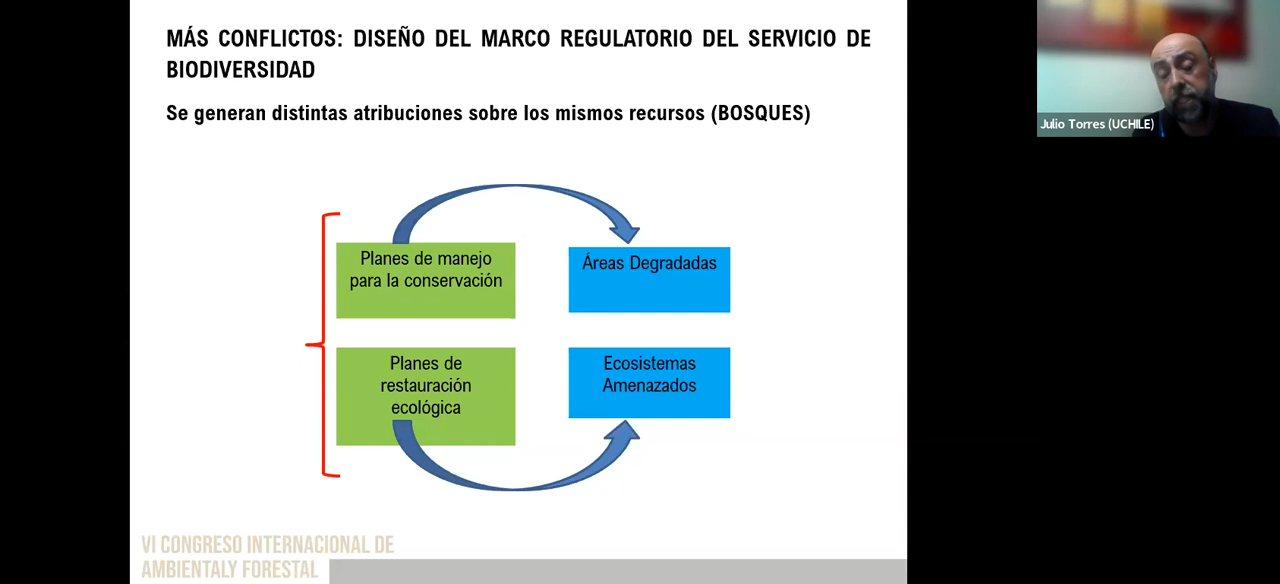 MÁS CONFLICTOS: DISEÑO DEL MARCO REGULATORIO DEL SERVICIO DE
BIODIVERSIDAD
Se generan distintas atribuciones sobre los mismos recursos (BOSQUES)
Planes de manejo
para la conservación
Áreas Degradadas
Planes de
restauración
ecológica
Ecosistemas
Amenazados
VI CONGRESO INTERNACIONAL DE
AMBIENTALY FORESTAL
Julio Torres (UCHILE)